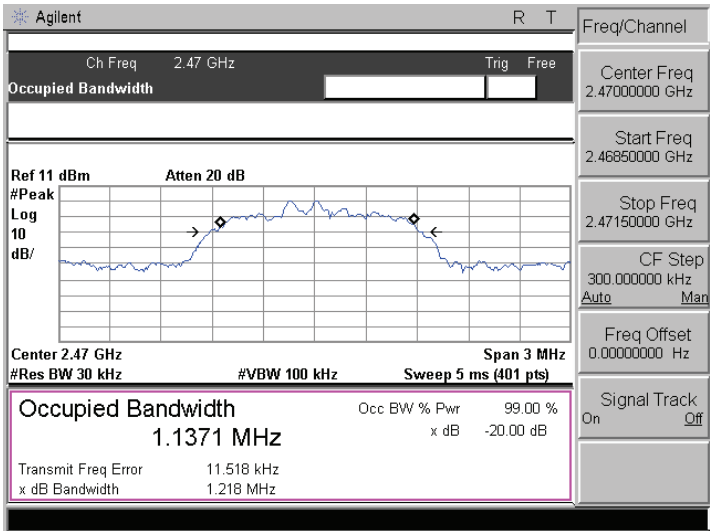 Agilent R T
Ch Freq 2.47 GHz Trig Free
Occupied Bandwidth
Ref 11 dBm Atten 20 dB
#Peak
Log
10
dB/
Center 2.47 GHz Span 3 MHz
#Res BW 30 kHz #VBW 100 kHz Sweep 5 ms (401 pts)
Occupied Bandwidth Occ BW % Pwr 99.00 %
1.1371 MHz x dB -20.00 dB
Transmit Freq Error 11.518 kHz
x dB Bandwidth 1.218 MHz
Freq/Channel
Center Freq
2.47000000 GHz
Start Freq
2.46850000 GHz
Stop Freq
2.47150000 GHz
CF Step
300.000000 kHz
Auto Man
Freq Offset
0.00000000 Hz
Signal Track
On Off